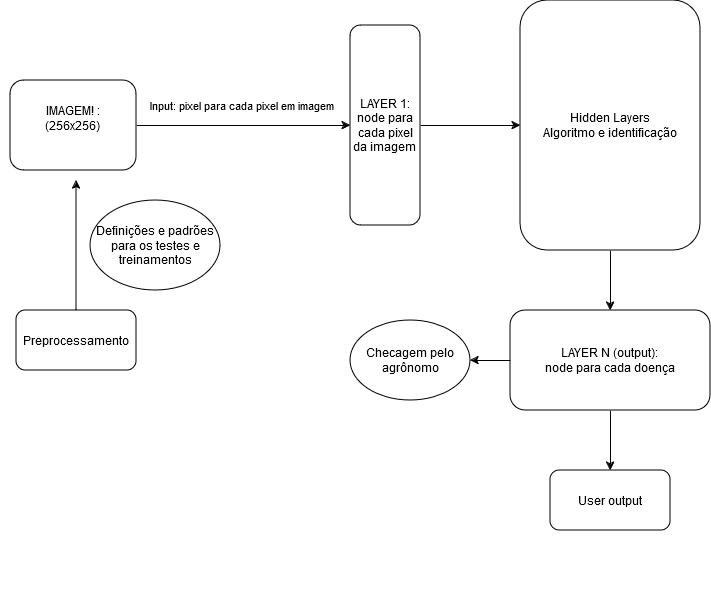 IMAGEM! :
(256x256)
Input: pixel para cada pixel em imagem
LAYER 1:
node para
cada pixel
da imagem
Hidden Layers
Algoritmo e identificação
Definições e padrões
para os testes e
treinamentos
Preprocessamento
Checagem pelo
agrônomo
LAYER N (output):
node para cada doença
User output